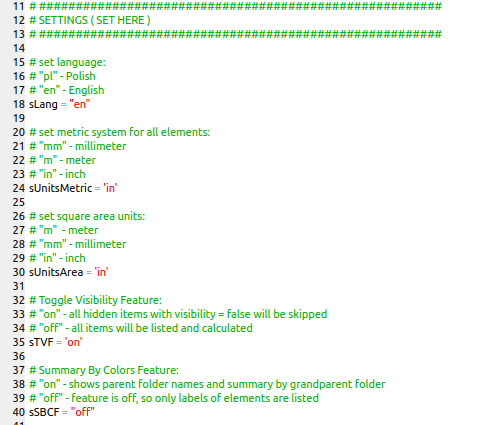 11 # ########################################################
12 # SETTINGS ( SET HERE )
13 # ########################################################
14
15 # set language:
16 # "pl" - Polish
17 # "en" - English
18 sLang = "en"
19
20 # set metric system for all elements:
21 # "mm" - millimeter
22 # "m" - meter
23 # "in" - inch
24 sUnitsMetric = 'in'
25
26 # set square area units:
27 # "m"  - meter
28 # "mm" - millimeter
29 # "in" - inch
30 sUnitsArea = 'in'
31
32 # Toggle Visibility Feature:
33 # "on" - all hidden items with visibility = false will be skipped
34 # "off" - all items will be listed and calculated
35 sTVF = 'on'
36
37 # Summary By Colors Feature:
38 # "on" - shows parent folder names and summary by grandparent folder
39 # "off" - feature is off, so only labels of elements are listed
40 sSBCF = "off"